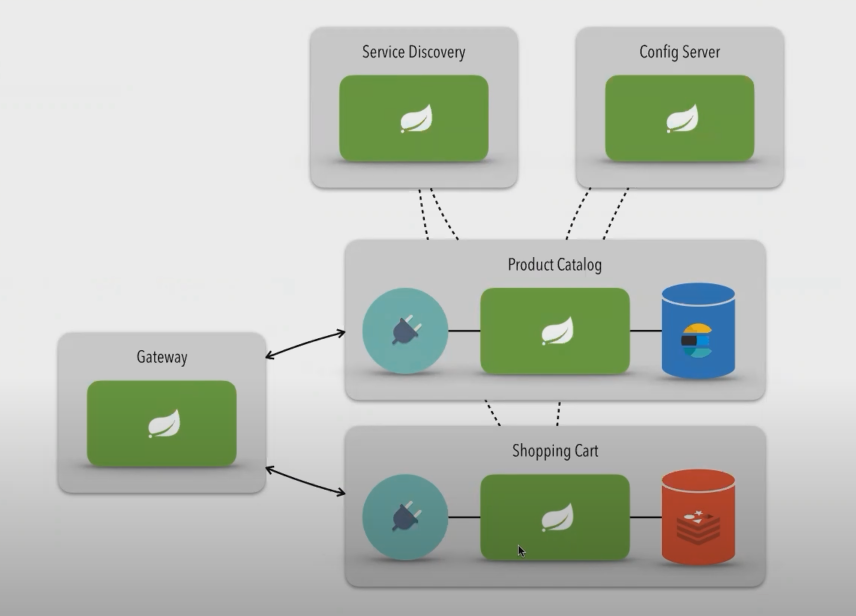 Service Discovery
Config Server
Product Catalog
Gateway
Shopping Cart